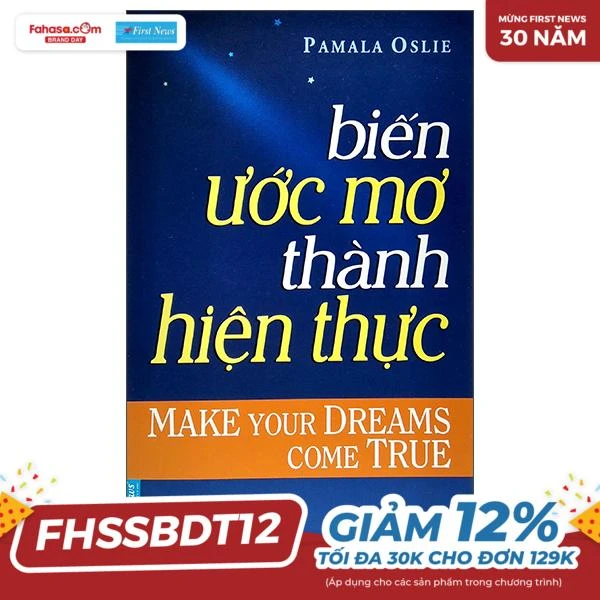 Fahasa.com
BRAND DAY
First News
MỪNG FIRST NEWS
30 NĂM
PAMALA OSLIE
biến
ước mơ
thành
hiện thực
MAKE YOUR DREAMS
COME TRUE
FHSSBDT12
GIẢM 12%
TỐI ĐA 30K CHO ĐƠN 129K
(Áp dụng cho các sản phẩm trong chương trình)